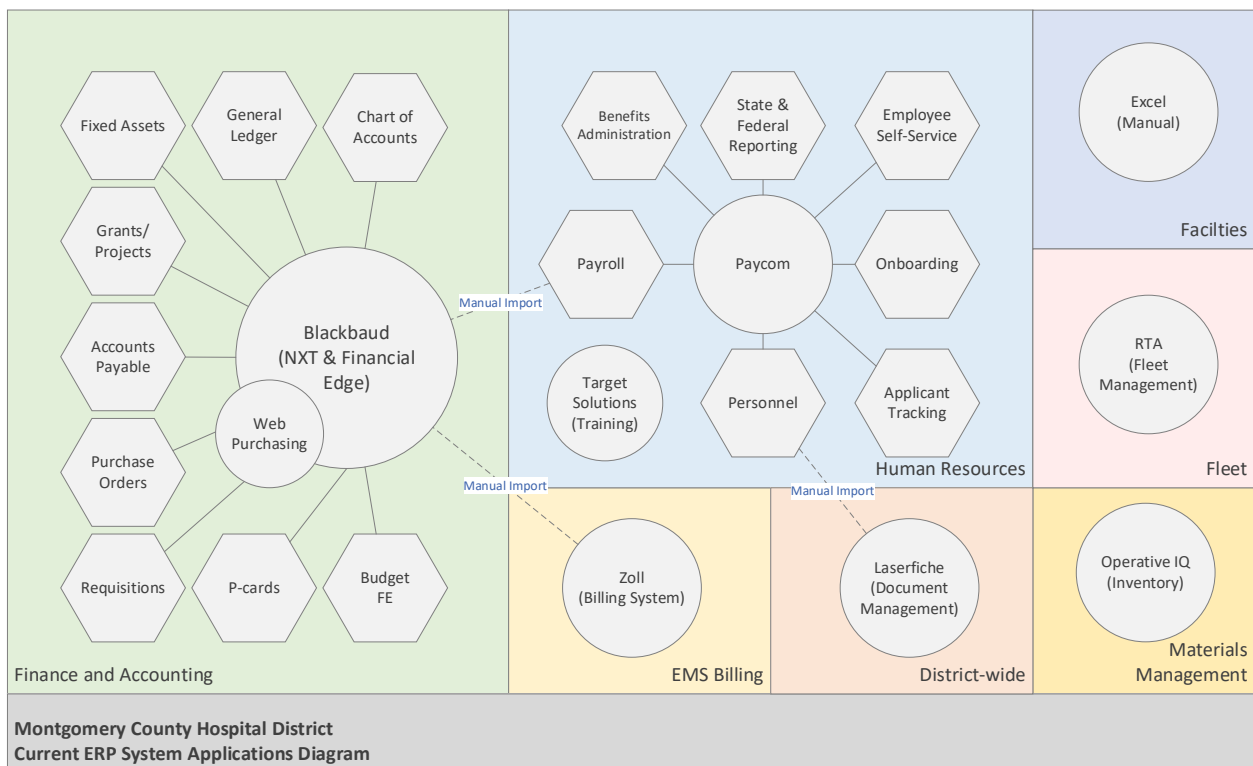 Fixed Assets
General
Ledger
Chart of
Accounts
Grants/
Projects
Accounts
Payable
Blackbaud
(NXT & Financial
Edge)
Web
Purchasing
Purchase
Orders
Requisitions
P-cards
Budget
FE
Finance and Accounting
Manual Import
Manual Import
Benefits
Administration
State &
Federal
Reporting
Employee
Self-Service
Payroll
Paycom
Onboarding
Target
Solutions
(Training)
Personnel
Applicant
Tracking
Human Resources
Manual Import
Zoll
(Billing System)
EMS Billing
Laserfiche
(Document
Management)
District-wide
Excel
(Manual)
Facilties
RTA
(Fleet
Management)
Fleet
Operative IQ
(Inventory)
Materials
Management
Montgomery County Hospital District
Current ERP System Applications Diagram